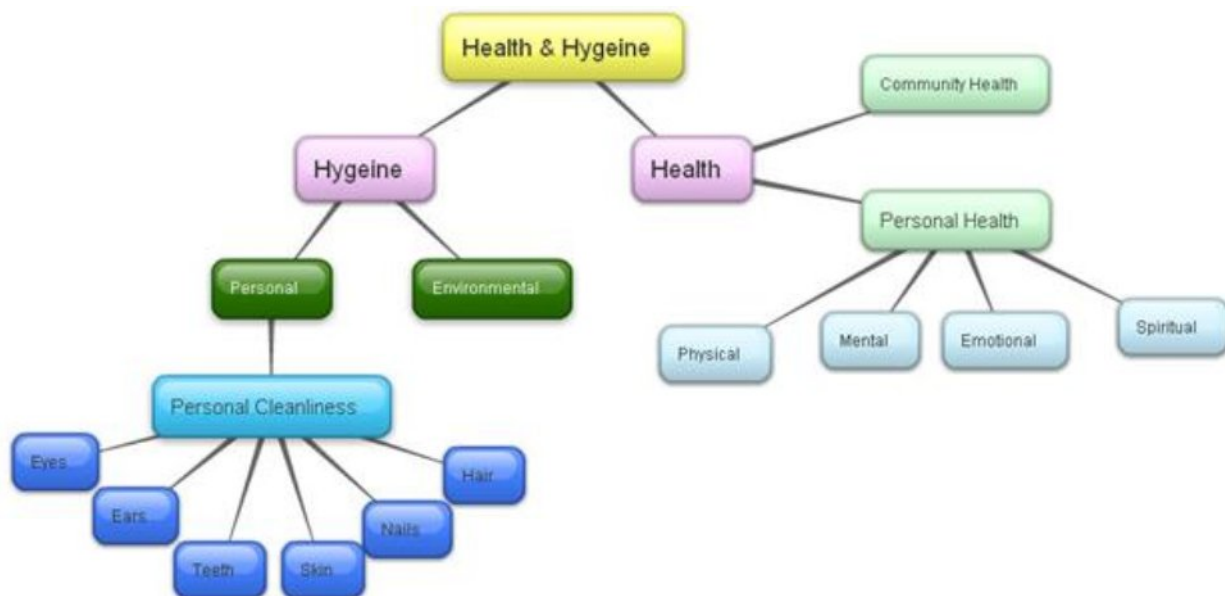 Health & Hygeine
Community Health
Hygeine
Health
Personal Health
Personal
Environmental
Physical
Mental
Emotional
Spiritual
Personal Cleanliness
Eyes
Ears
Teeth
Skin
Nails
Hair